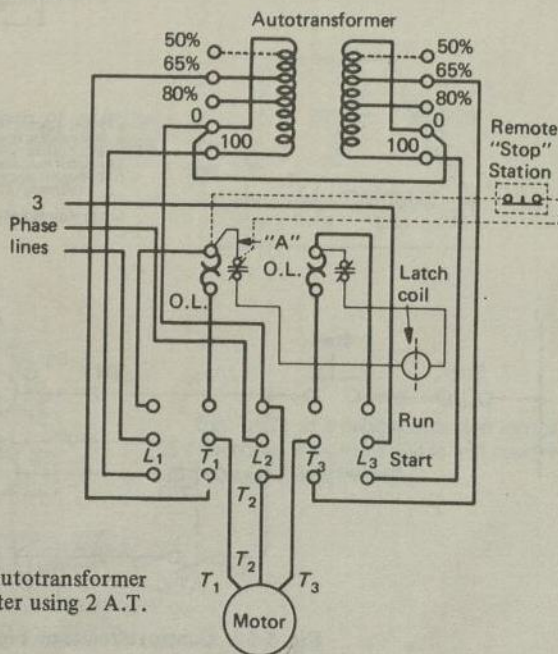 Autotransformer
50%
65%
80%
0
100
50%
65%
80%
0
100
Remote
"Stop"
Station
3
Phase
lines
"A"
O.L.
O.L.
Latch
coil
Run
L1
T1
L2
T3
L3
Start
T2
T1
T2
T3
utotransformer
ter using 2 A.T.
Motor